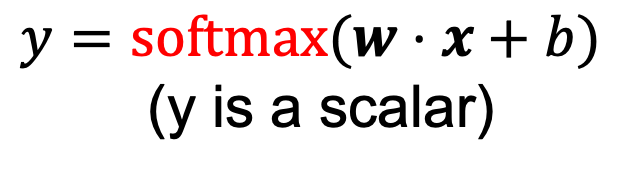 y = softmax(w · x + b)
(y is a scalar)